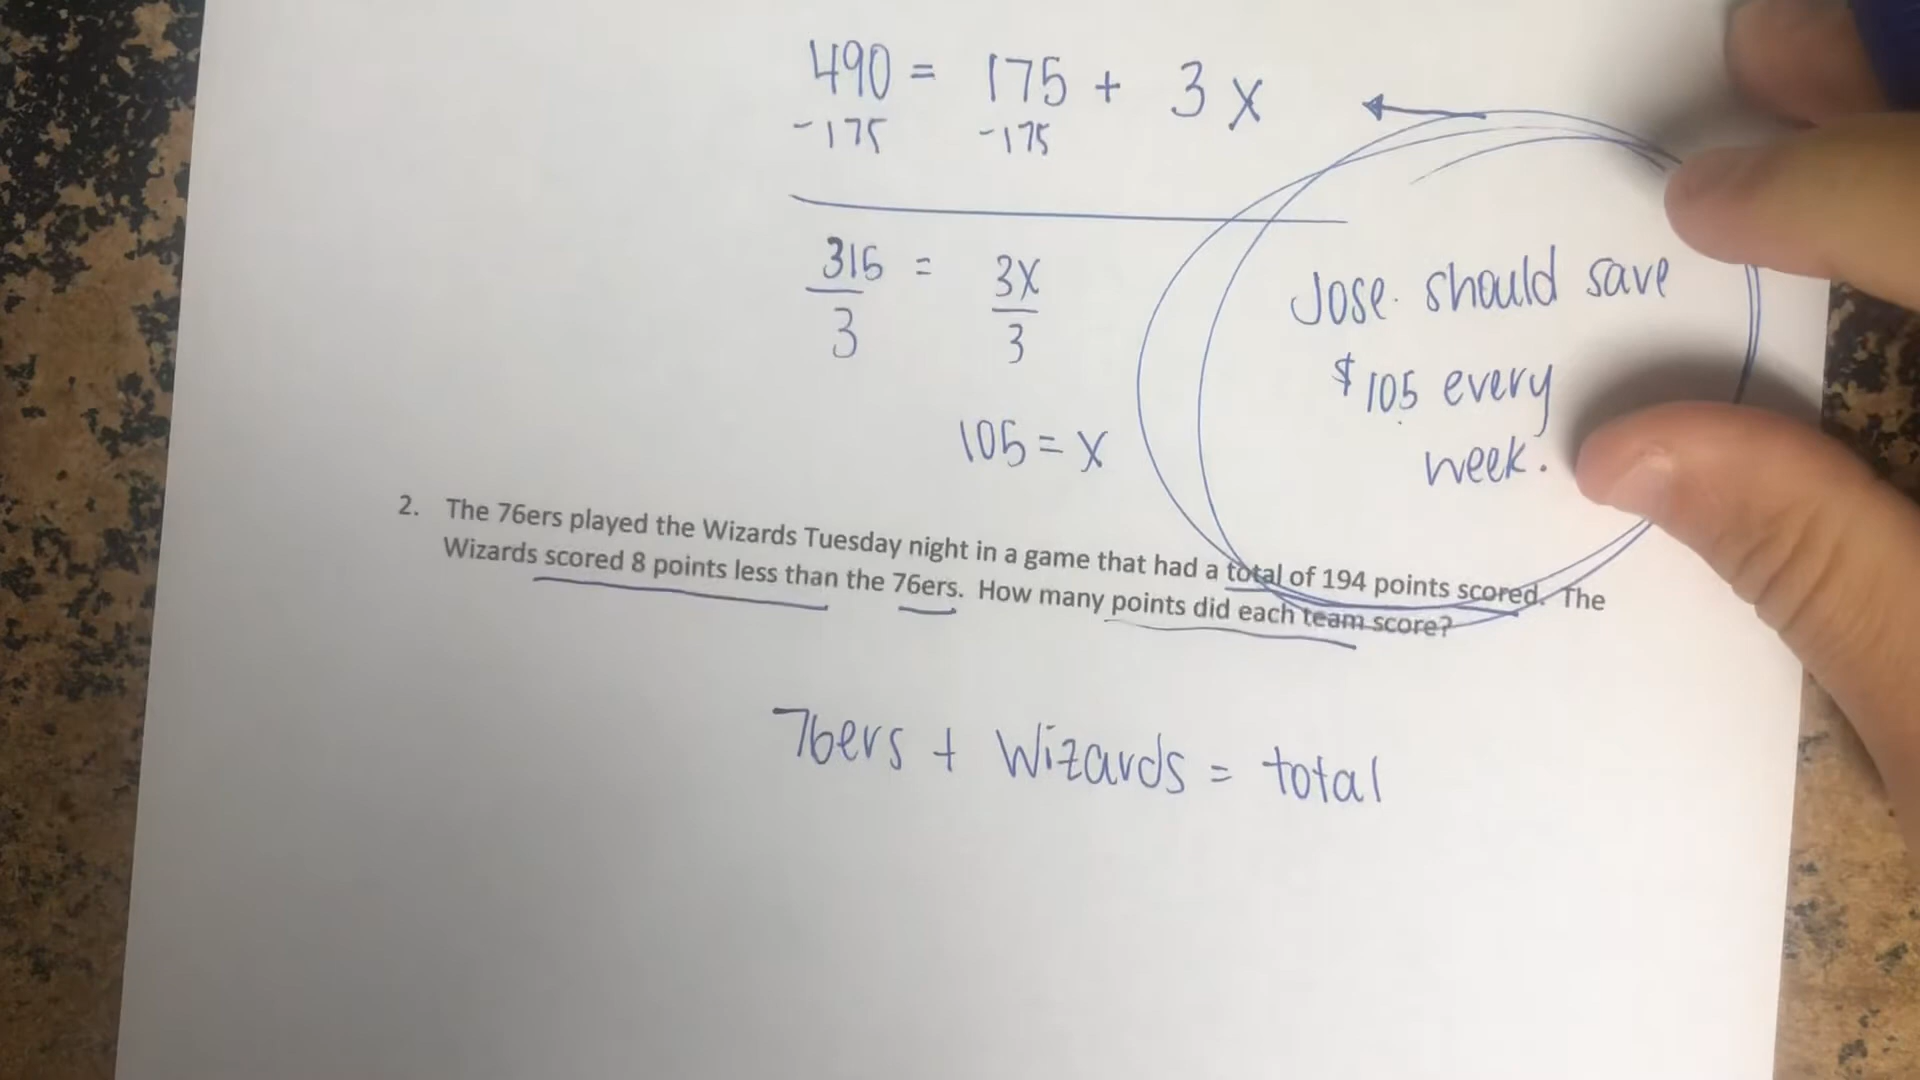 490 = 175 + 3x
-175 -175
315 = 3x
3 3
105 = x
Jose should save
$105 every
week.
2. The 76ers played the Wizards Tuesday night in a game that had a total of 194 points scored. The
Wizards scored 8 points less than the 76ers. How many points did each team score?
76ers + Wizards = total